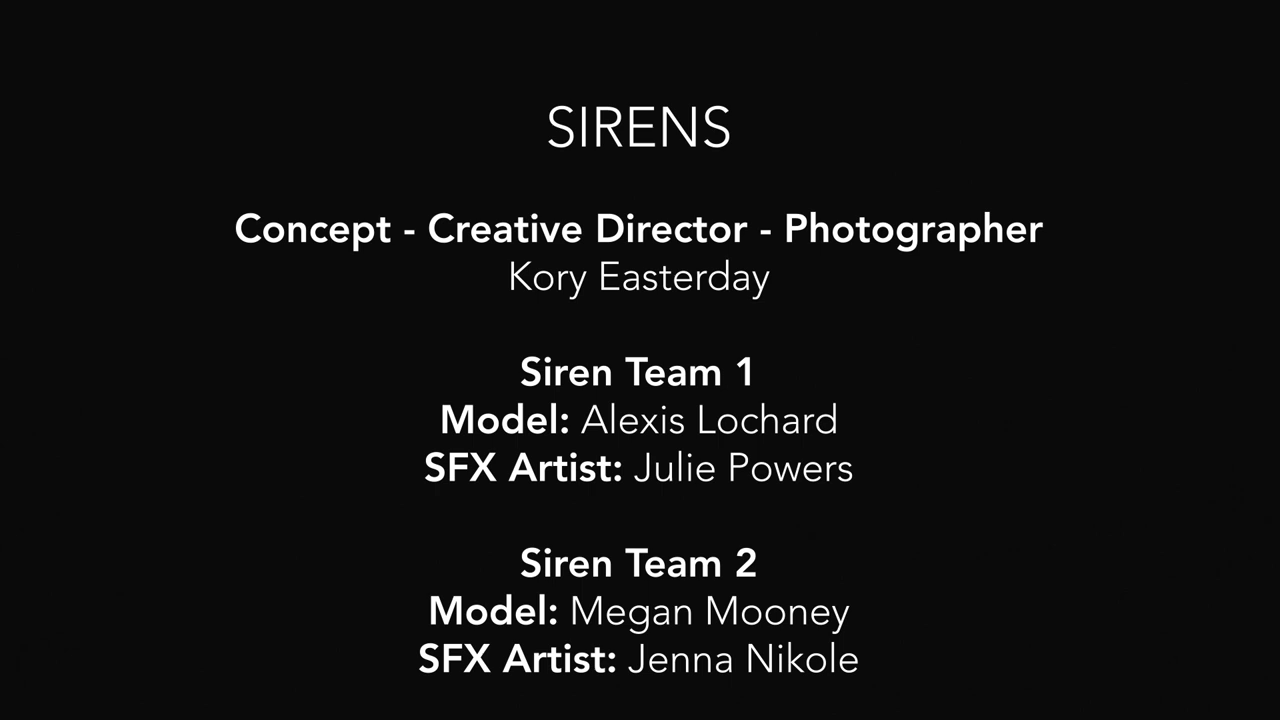 SIRENS
Concept - Creative Director - Photographer
Kory Easterday
Siren Team 1
Model: Alexis Lochard
SFX Artist: Julie Powers
Siren Team 2
Model: Megan Mooney
SFX Artist: Jenna Nikole